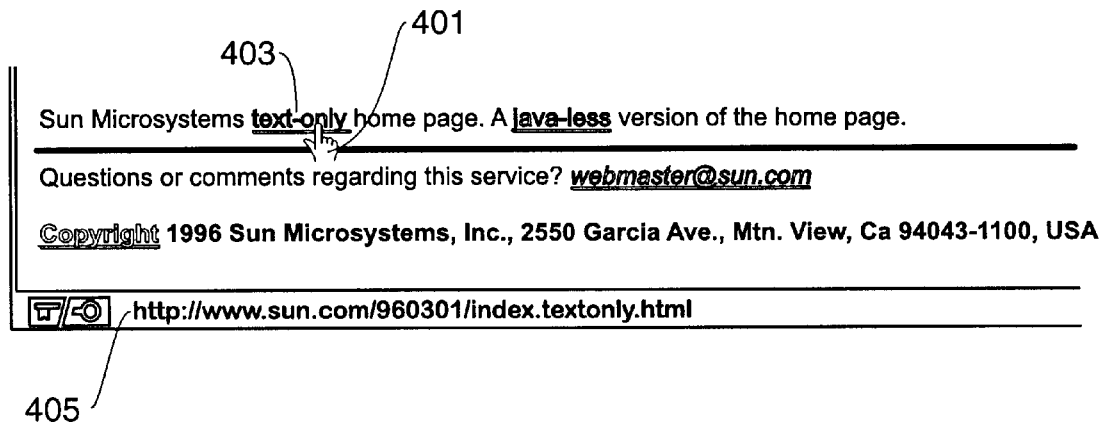 401
403
Sun Microsystems text-only home page. A java-less version of the home page.
Questions or comments regarding this service? webmaster@sun.com
Copyright 1996 Sun Microsystems, Inc., 2550 Garcia Ave., Mtn. View, Ca 94043-1100, USA
http://www.sun.com/960301/index.textonly.html
405